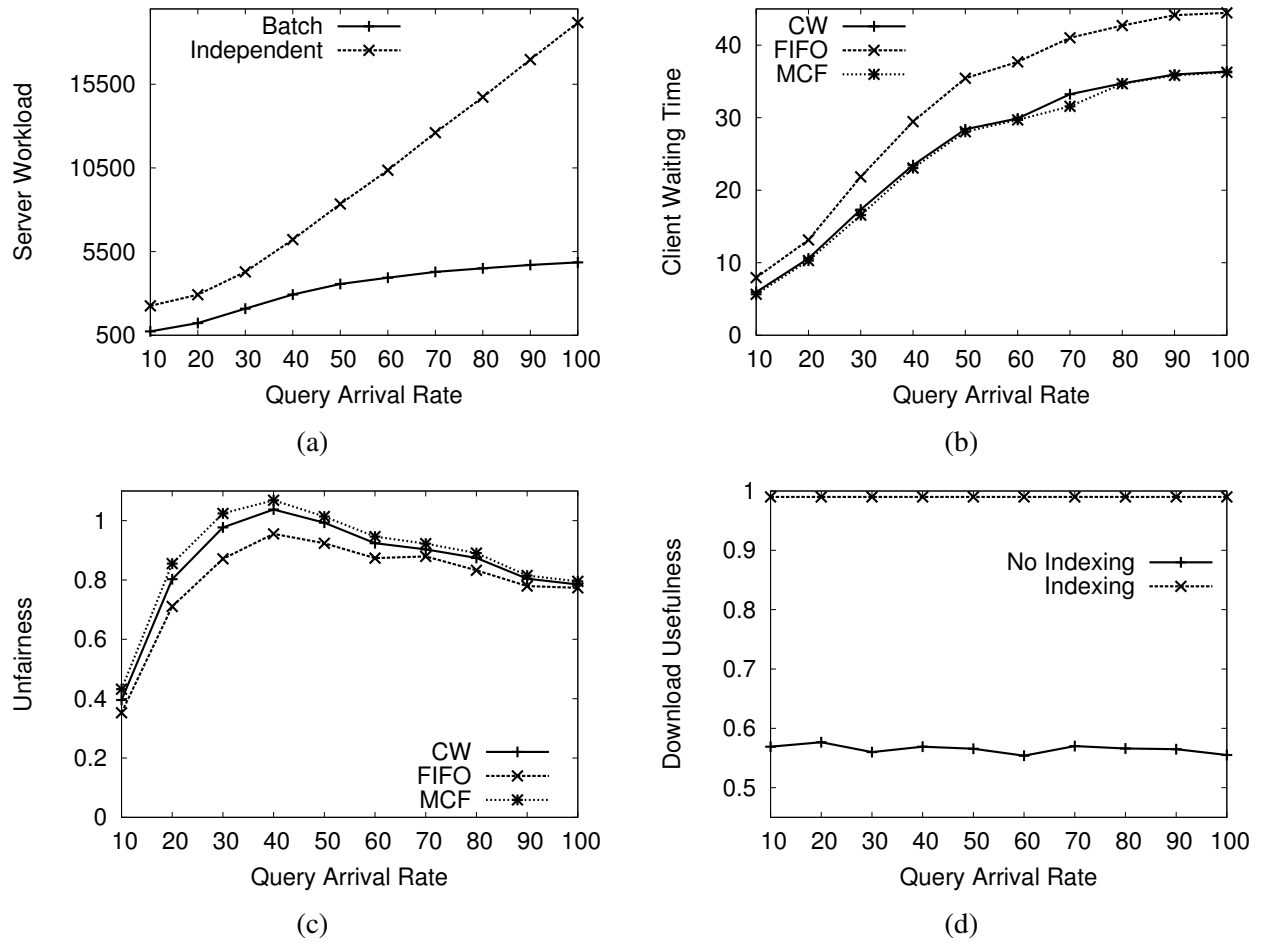 Batch
Independent
15500
10500
5500
500
10 20 30 40 50 60 70 80 90 100
Server Workload
Query Arrival Rate
(a)
CW
FIFO
MCF
40
30
20
10
0
10 20 30 40 50 60 70 80 90 100
Client Waiting Time
Query Arrival Rate
(b)
1
0.8
0.6
0.4
0.2
0
10 20 30 40 50 60 70 80 90 100
Unfairness
CW
FIFO
MCF
Query Arrival Rate
(c)
1
0.9
0.8
0.7
0.6
0.5
10 20 30 40 50 60 70 80 90 100
Download Usefulness
No Indexing
Indexing
Query Arrival Rate
(d)